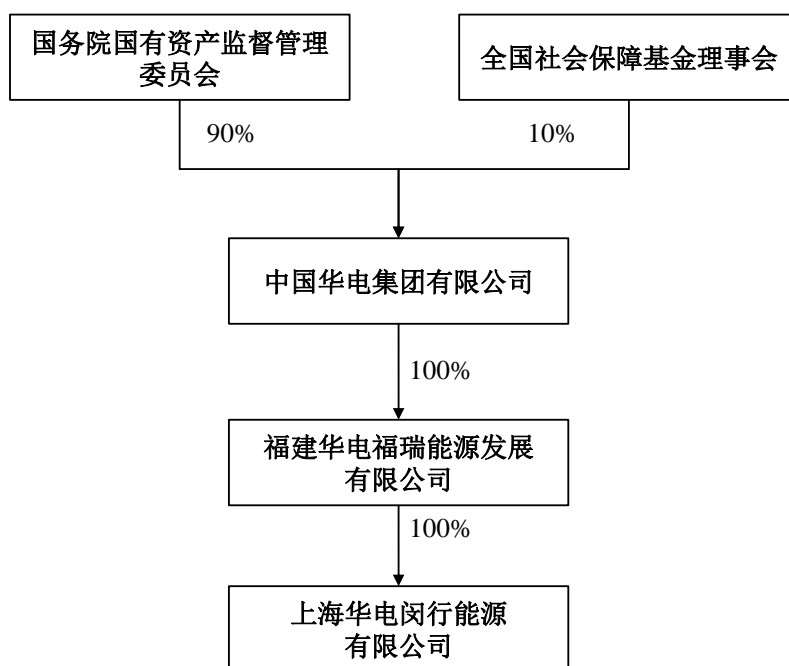 国务院国有资产监督管理
委员会
全国社会保障基金理事会
90%
10%
中国华电集团有限公司
100%
福建华电福瑞能源发展
有限公司
100%
上海华电闵行能源
有限公司